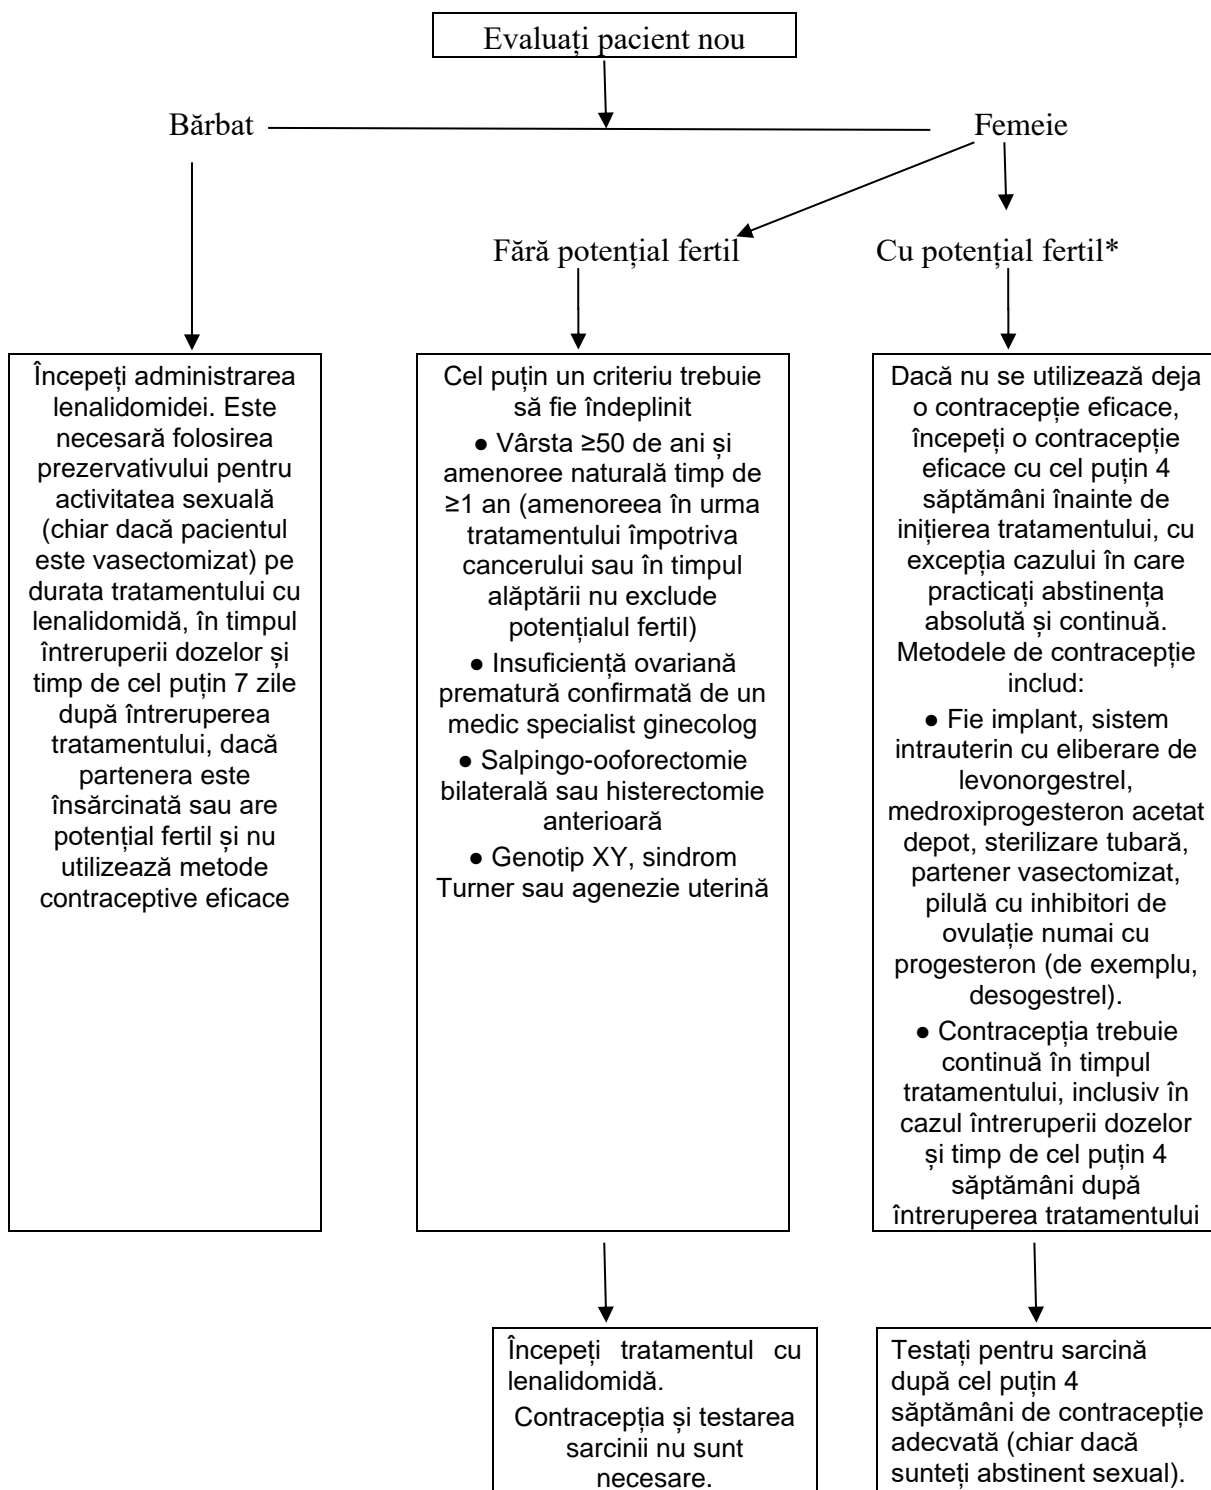 Evaluați pacient nou
Bărbat
Femeie
Fără potențial fertil
Cu potențial fertil*
Începeți administrarea
lenalidomidei. Este
necesară folosirea
prezervativului pentru
activitatea sexuală
(chiar dacă pacientul
este vasectomizat) pe
durata tratamentului cu
lenalidomidă, în timpul
întreruperii dozelor și
timp de cel puțin 7 zile
după întreruperea
tratamentului, dacă
partenera este
însărcinată sau are
potențial fertil și nu
utilizează metode
contraceptive eficace
Cel puțin un criteriu trebuie
să fie îndeplinit
● Vârsta ≥50 de ani și
amenoree naturală timp de
≥1 an (amenoreea în urma
tratamentului împotriva
cancerului sau în timpul
alăptării nu exclude
potențialul fertil)
● Insuficiență ovariană
prematură confirmată de un
medic specialist ginecolog
● Salpingo-ooforectomie
bilaterală sau histerectomie
anterioară
● Genotip XY, sindrom
Turner sau agenezie uterină
Dacă nu se utilizează deja
o contracepție eficace,
începeți o contracepție
eficace cu cel puțin 4
săptămâni înainte de
inițierea tratamentului, cu
excepția cazului în care
practicați abstinența
absolută și continuă.
Metodele de contracepție
includ:
● Fie implant, sistem
intrauterin cu eliberare de
levonorgestrel,
medroxiprogesteron acetat
depot, sterilizare tubară,
partener vasectomizat,
pilulă cu inhibitori de
ovulație numai cu
progesteron (de exemplu,
desogestrel).
● Contracepția trebuie
continuă în timpul
tratamentului, inclusiv în
cazul întreruperii dozelor
și timp de cel puțin 4
săptămâni după
întreruperea tratamentului
Începeți tratamentul cu
lenalidomidă.
Contracepția și testarea
sarcinii nu sunt
necesare.
Testați pentru sarcină
după cel puțin 4
săptămâni de contracepție
adecvată (chiar dacă
sunteți abstinent sexual).